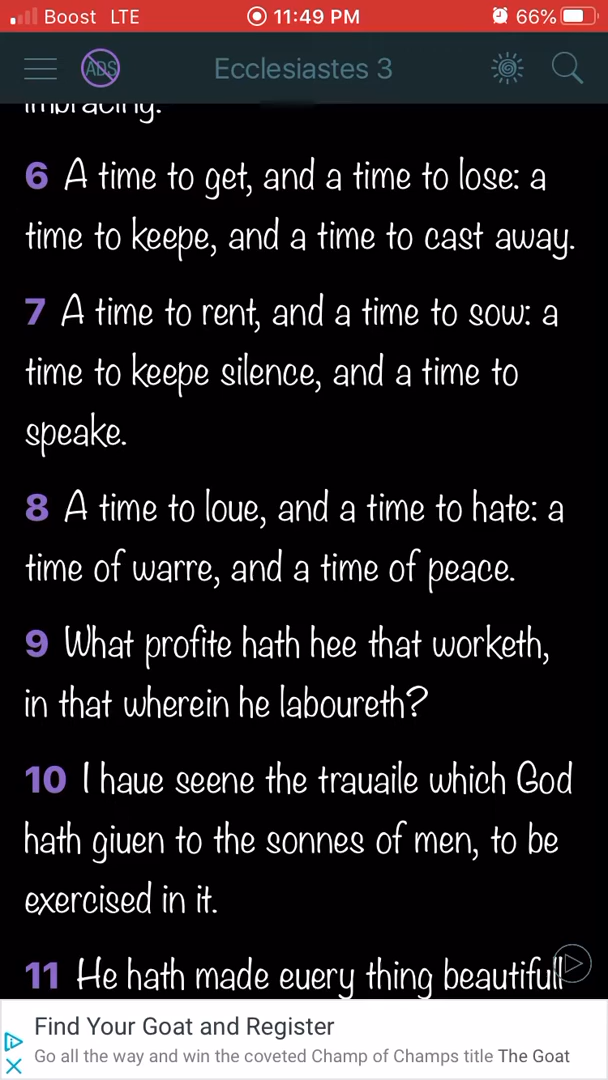 Boost LTE 11:49 PM 66%
ADS Ecclesiastes 3
imbracing.
6 A time to get, and a time to lose: a
time to keepe, and a time to cast away.
7 A time to rent, and a time to sow: a
time to keepe silence, and a time to
speake.
8 A time to loue, and a time to hate: a
time of warre, and a time of peace.
9 What profite hath hee that worketh,
in that wherein he laboureth?
10 I haue seene the trauaile which God
hath giuen to the sonnes of men, to be
exercised in it.
11 He hath made euery thing beautifull
Find Your Goat and Register
Go all the way and win the coveted Champ of Champs title The Goat